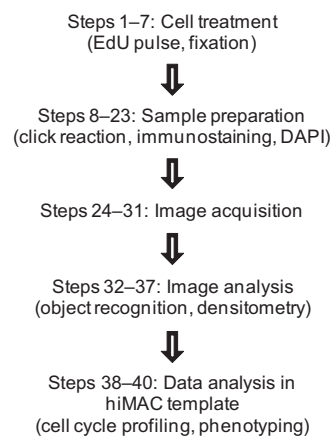 Steps 1–7: Cell treatment
(EdU pulse, fixation)
Steps 8–23: Sample preparation
(click reaction, immunostaining, DAPI)
Steps 24–31: Image acquisition
Steps 32–37: Image analysis
(object recognition, densitometry)
Steps 38–40: Data analysis in
hiMAC template
(cell cycle profiling, phenotyping)